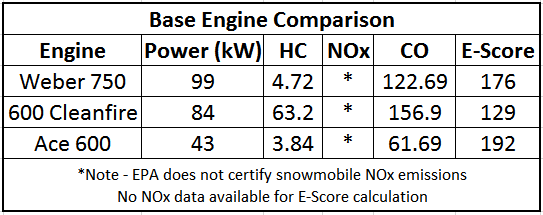 Base Engine Comparison
Engine Power (kW) HC NOx CO E-Score
Weber 750 99 4.72 * 122.69 176
600 Cleanfire 84 63.2 * 156.9 129
Ace 600 43 3.84 * 61.69 192
*Note - EPA does not certify snowmobile NOx emissions
No NOx data available for E-Score calculation